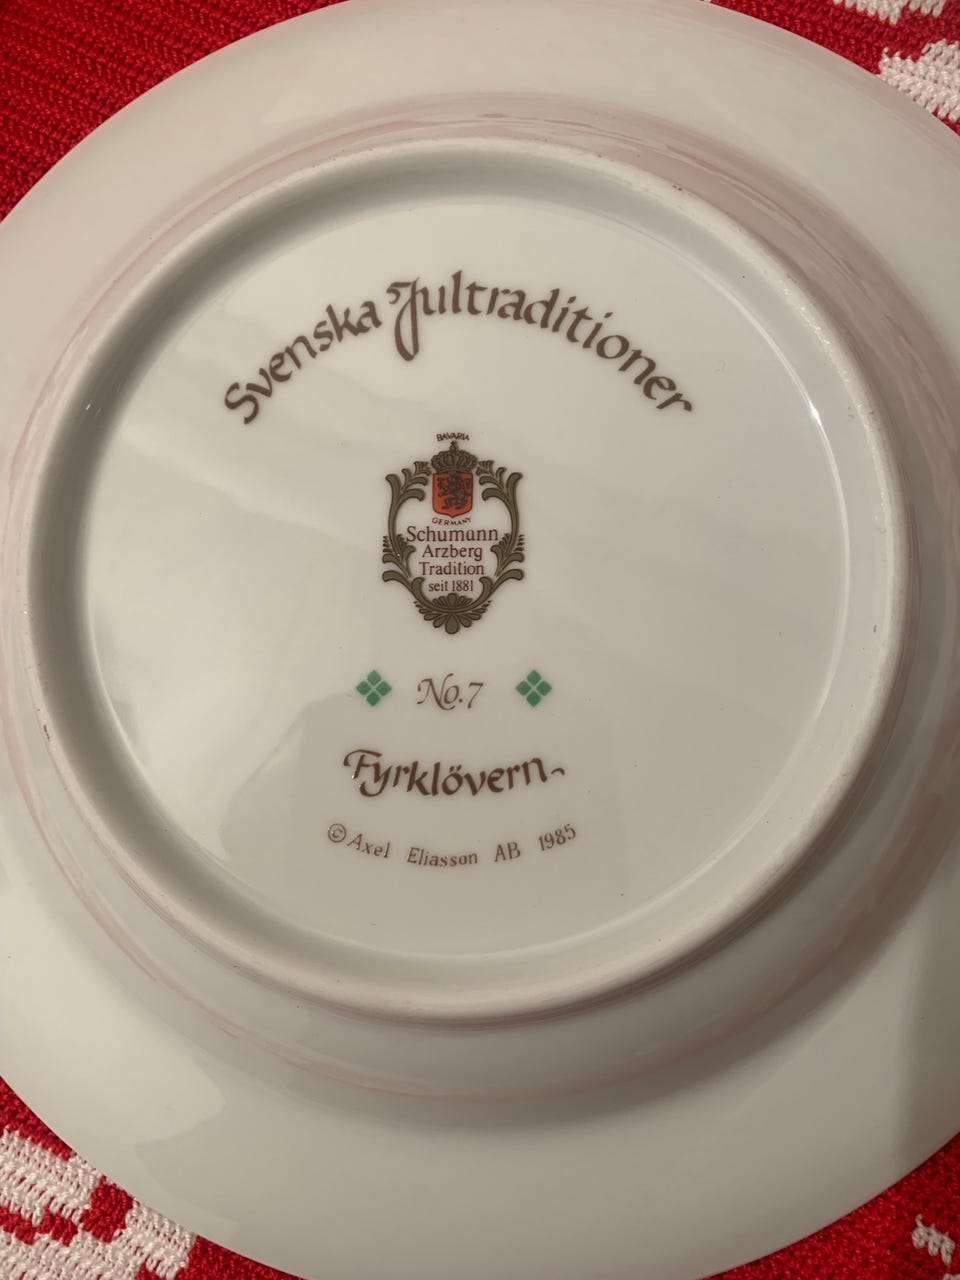 Svenska Jultraditioner
BAVARIA
GERMANY
Schumann
Arzberg
Tradition
seit 1881
No. 7
Fyrklövern
© Axel Eliasson AB 1985